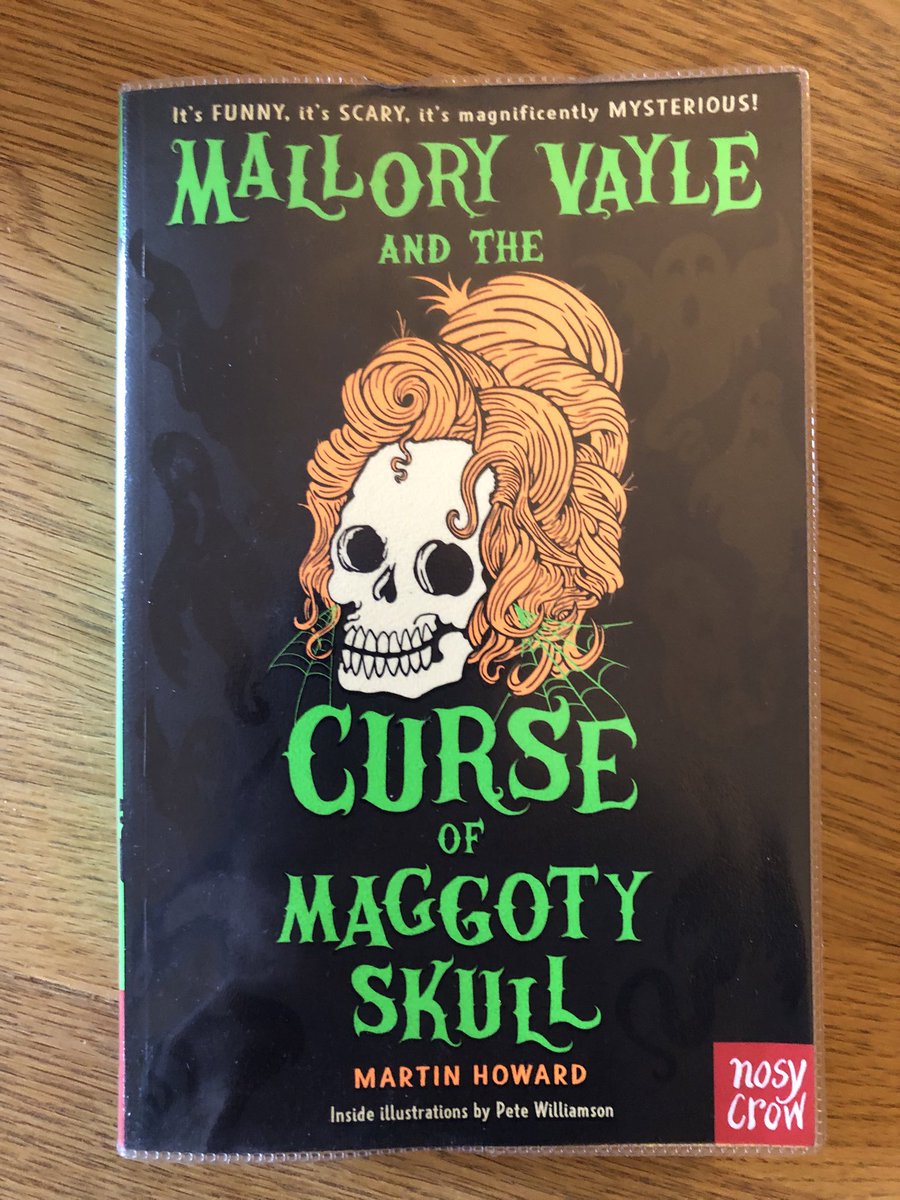 It's FUNNY, it's SCARY, it's magnificently MYSTERIOUS!
MALLORY VAYLE
AND THE
CURSE
OF
MAGGOTY
SKULL
MARTIN HOWARD
Inside illustrations by Pete Williamson
nosy
crow